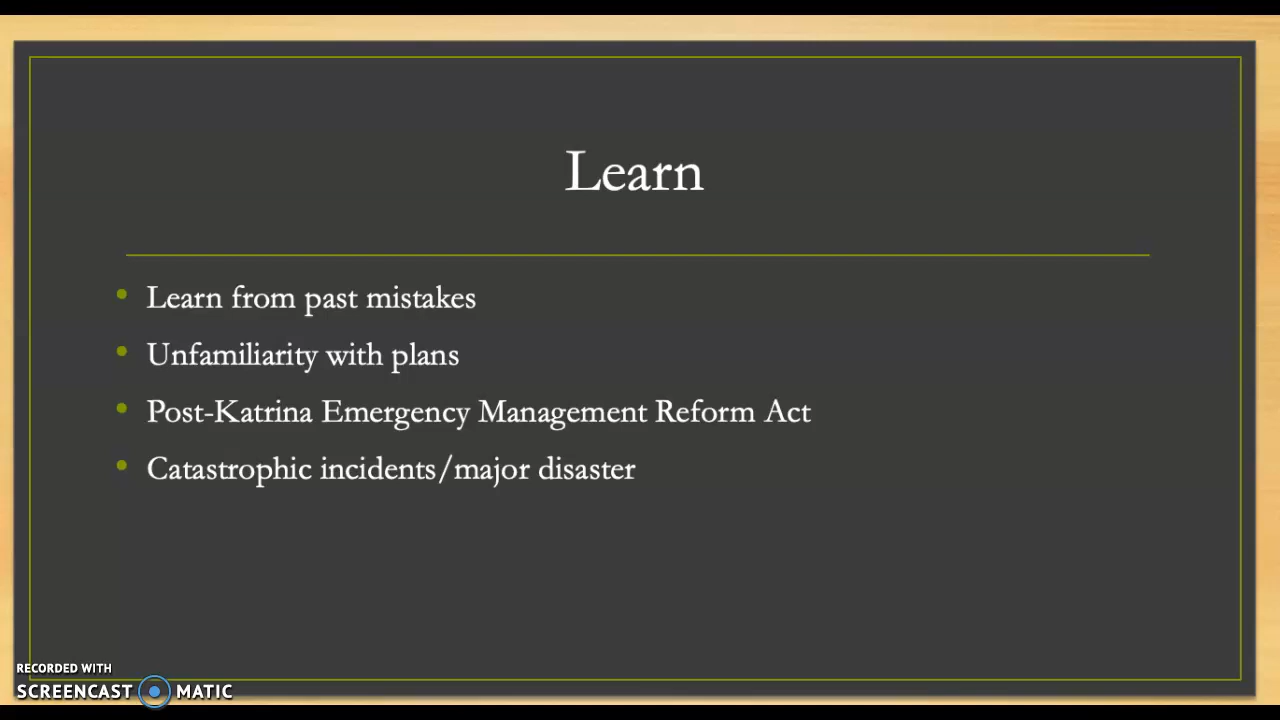 Learn
Learn from past mistakes
Unfamiliarity with plans
Post-Katrina Emergency Management Reform Act
Catastrophic incidents/major disaster
RECORDED WITH
SCREENCAST MATIC